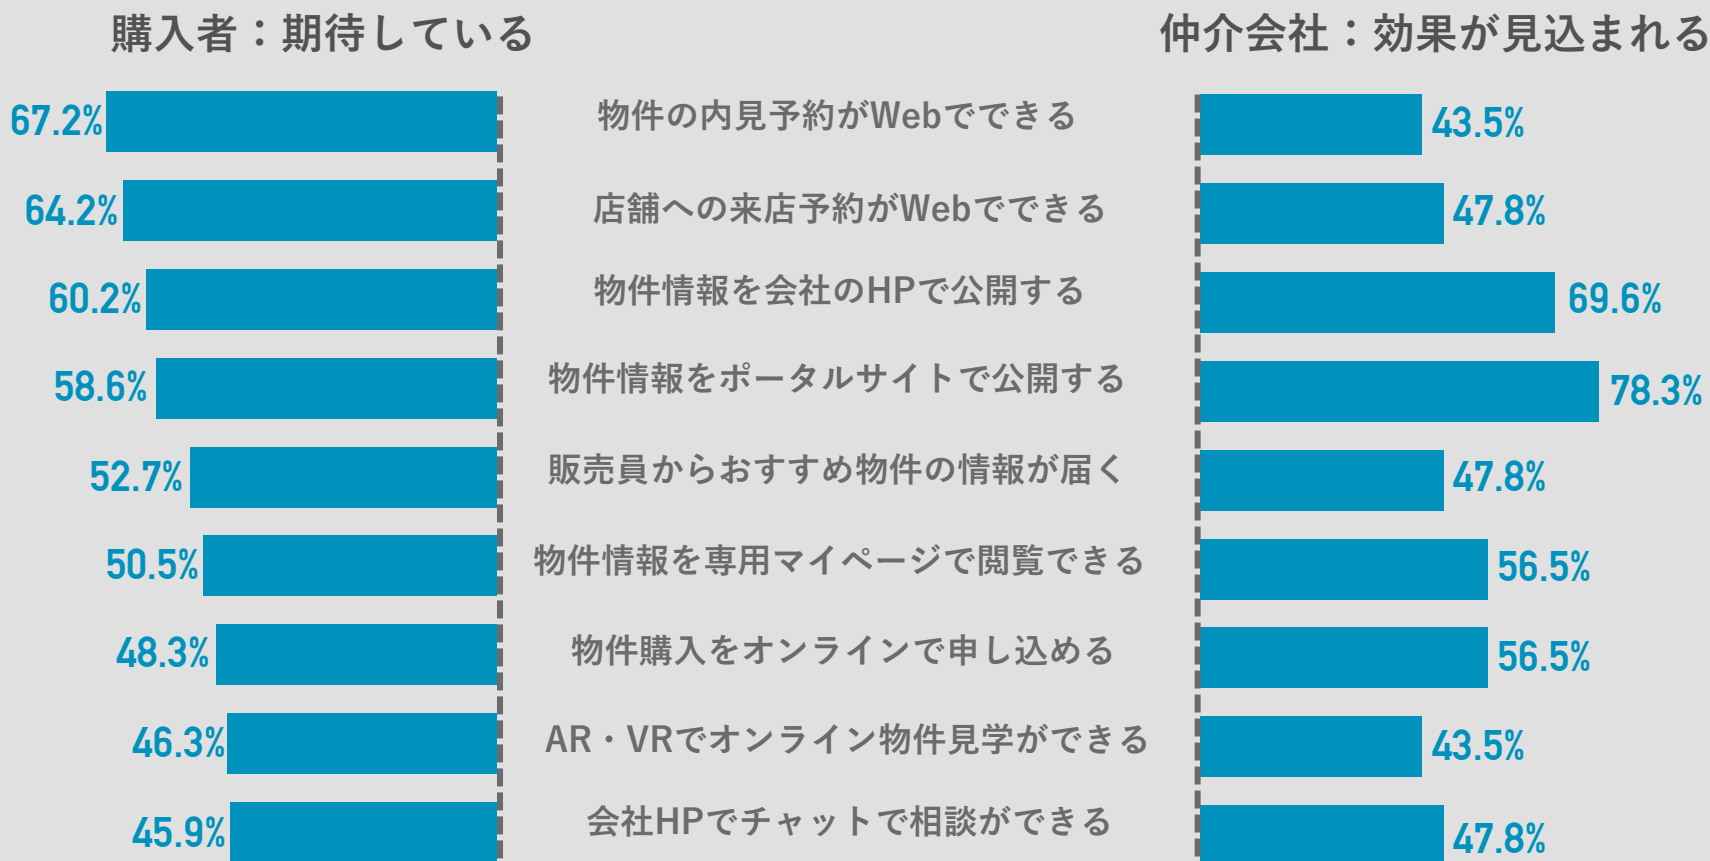 購入者：期待している
仲介会社：効果が見込まれる
67.2% 物件の内見予約がWebでできる 43.5%
64.2% 店舗への来店予約がWebでできる 47.8%
60.2% 物件情報を会社のHPで公開する 69.6%
58.6% 物件情報をポータルサイトで公開する 78.3%
52.7% 販売員からおすすめ物件の情報が届く 47.8%
50.5% 物件情報を専用マイページで閲覧できる 56.5%
48.3% 物件購入をオンラインで申し込める 56.5%
46.3% AR・VRでオンライン物件見学ができる 43.5%
45.9% 会社HPでチャットで相談ができる 47.8%